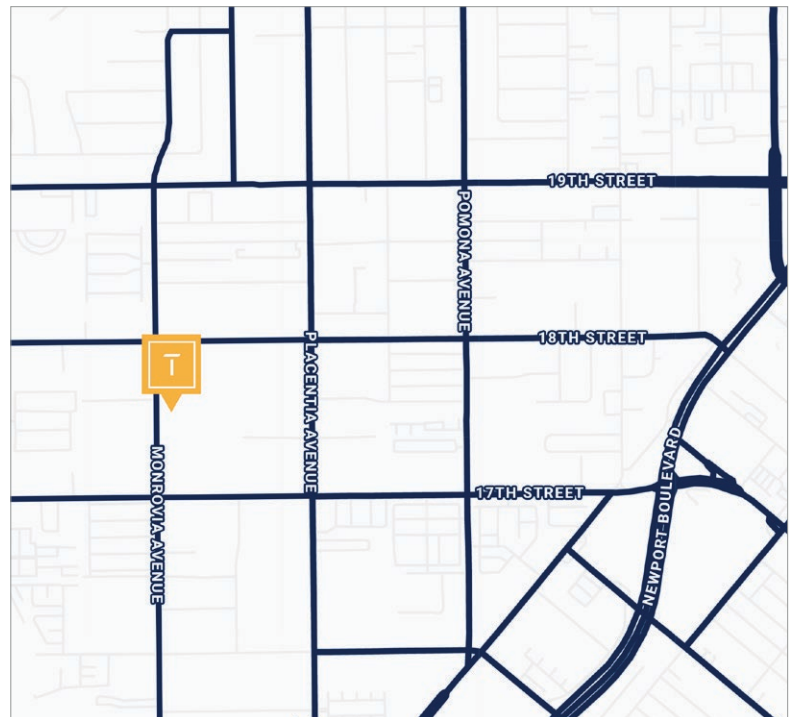 19TH STREET
POMONA AVENUE
18TH STREET
PLACENTIA AVENUE
T
NEWPORT BOULEVARD
MONROVIA AVENUE
17TH STREET